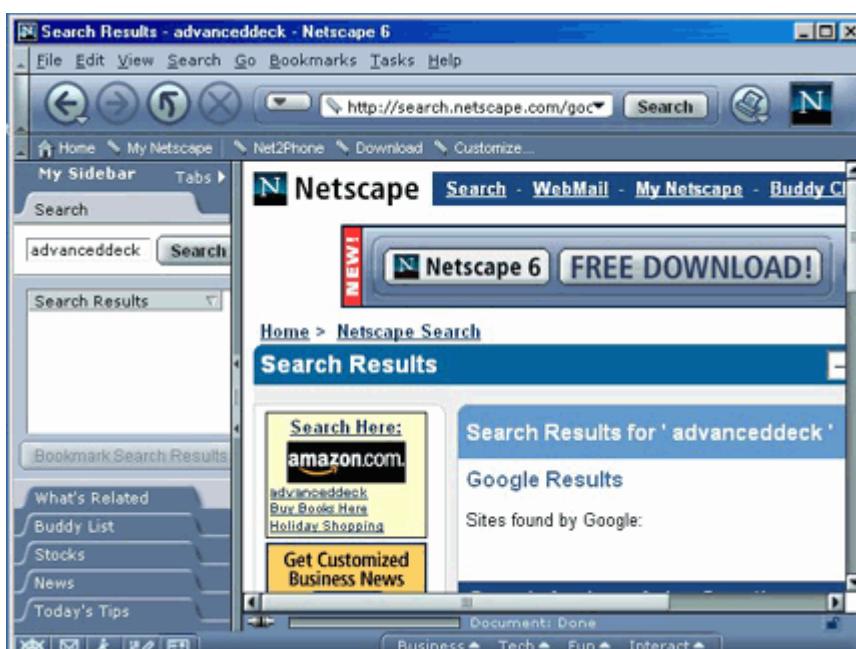 Search Results - advanceddeck - Netscape 6
File Edit View Search Go Bookmarks Tasks Help
http://search.netscape.com/goc Search N
Home My Netscape Net2Phone Download Customize...
My Sidebar Tabs
Search
advanceddeck Search
Search Results
Bookmark Search Results
What's Related
Buddy List
Stocks
News
Today's Tips
N Netscape Search - WebMail - My Netscape - Buddy Cl
NEW! N Netscape 6 FREE DOWNLOAD!
Home > Netscape Search
Search Results
Search Here:
amazon.com.
advanceddeck
Buy Books Here
Holiday Shopping
Get Customized
Business News
Search Results for ' advanceddeck '
Google Results
Sites found by Google:
Document: Done
Business Tech Fun Interact